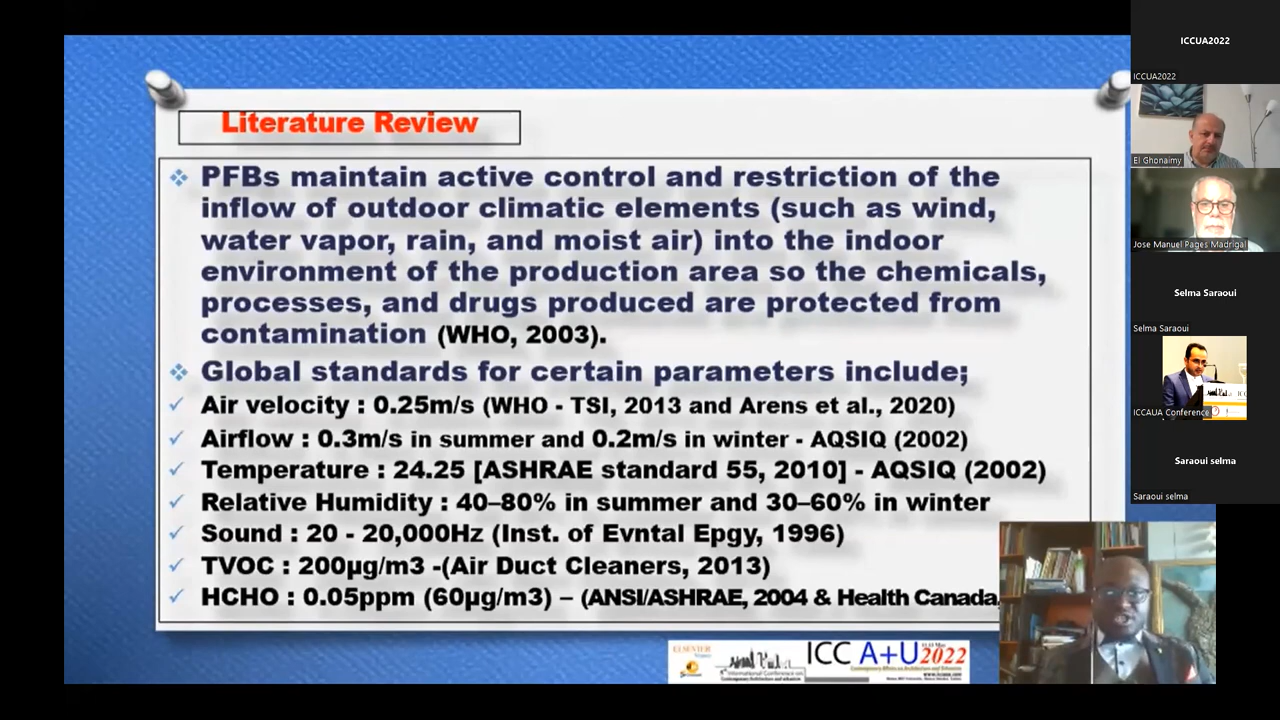 Literature Review
PFBs maintain active control and restriction of the
inflow of outdoor climatic elements (such as wind,
water vapor, rain, and moist air) into the indoor
environment of the production area so the chemicals,
processes, and drugs produced are protected from
contamination (WHO, 2003).
Global standards for certain parameters include;
Air velocity : 0.25m/s (WHO - TSI, 2013 and Arens et al., 2020)
Airflow : 0.3m/s in summer and 0.2m/s in winter - AQSIQ (2002)
Temperature : 24.25 [ASHRAE standard 55, 2010] - AQSIQ (2002)
Relative Humidity : 40–80% in summer and 30–60% in winter
Sound : 20 - 20,000Hz (Inst. of Evntal Epgy, 1996)
TVOC : 200µg/m3 -(Air Duct Cleaners, 2013)
HCHO : 0.05ppm (60µg/m3) – (ANSI/ASHRAE, 2004 & Health Canada,
ICC A+U 2022
International Conference on
ICCUA2022
ICCUA2022
El Ghonaimy
Jose Manuel Pages Madrigal
Selma Saraoui
Selma Saraoui
ICCAUA Conference
Saraoui selma
Saraoui selma